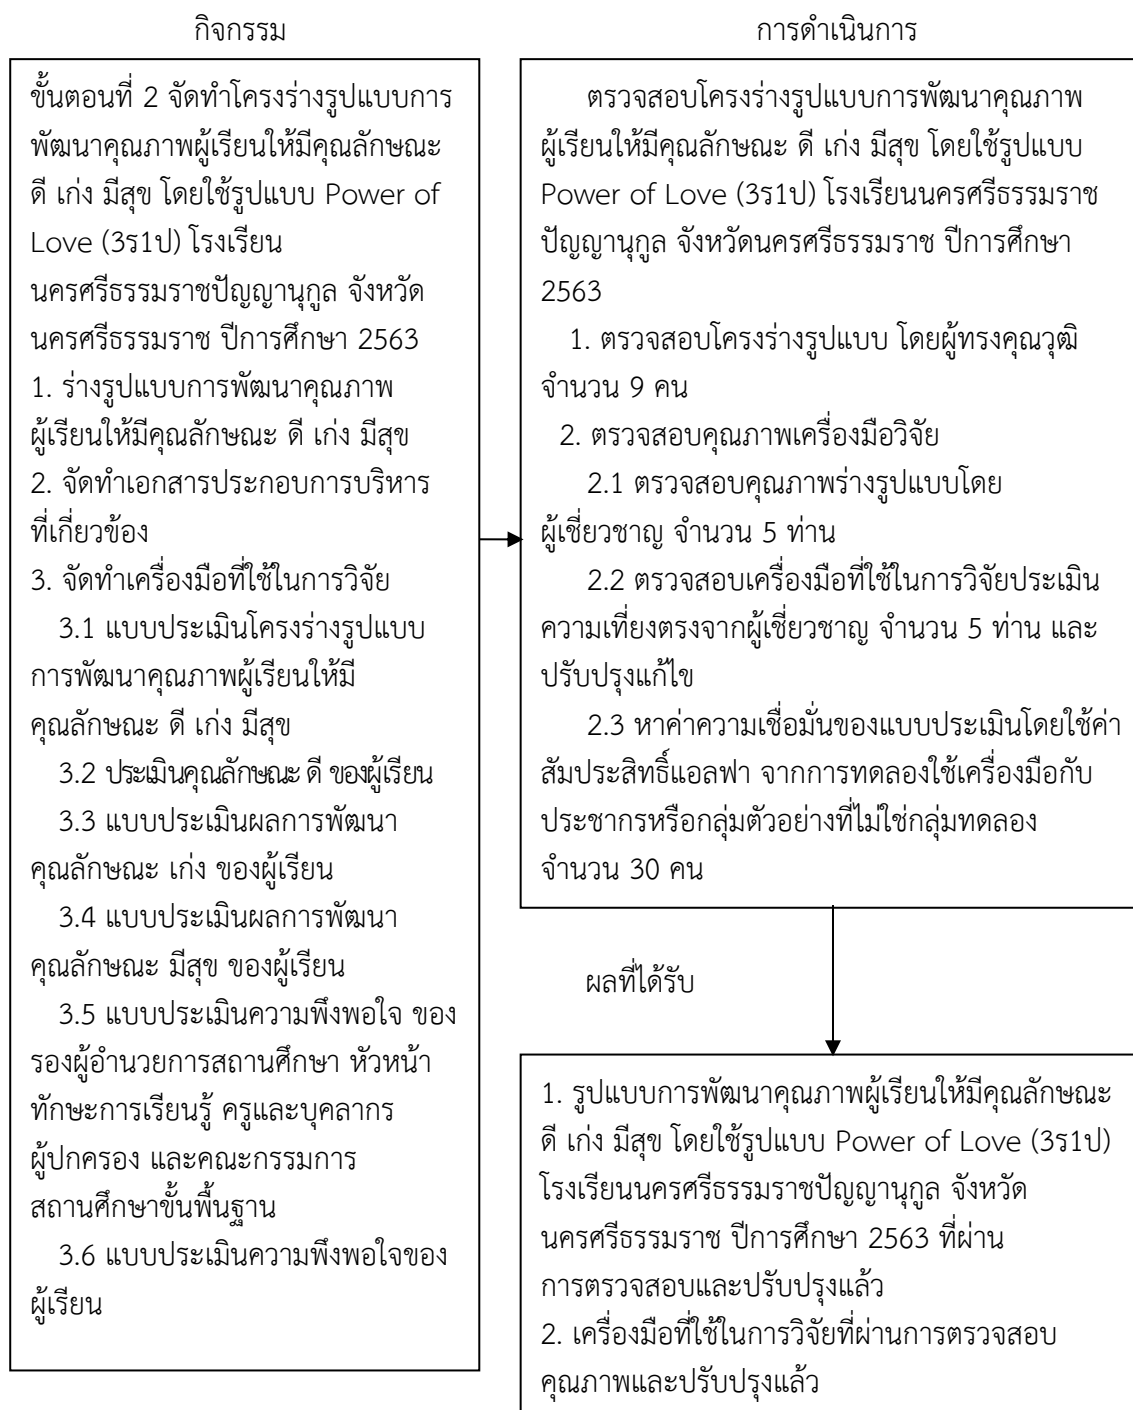 กิจกรรม
ขั้นตอนที่ 2 จัดทำโครงร่างรูปแบบการ
พัฒนาคุณภาพผู้เรียนให้มีคุณลักษณะ
ดี เก่ง มีสุข โดยใช้รูปแบบ Power of
Love (3ร1ป) โรงเรียน
นครศรีธรรมราชปัญญานุกูล จังหวัด
นครศรีธรรมราช ปีการศึกษา 2563
1. ร่างรูปแบบการพัฒนาคุณภาพ
ผู้เรียนให้มีคุณลักษณะ ดี เก่ง มีสุข
2. จัดทำเอกสารประกอบการบริหาร
ที่เกี่ยวข้อง
3. จัดทำเครื่องมือที่ใช้ในการวิจัย
3.1 แบบประเมินโครงร่างรูปแบบ
การพัฒนาคุณภาพผู้เรียนให้มี
คุณลักษณะ ดี เก่ง มีสุข
3.2 ประเมินคุณลักษณะ ดี ของผู้เรียน
3.3 แบบประเมินผลการพัฒนา
คุณลักษณะ เก่ง ของผู้เรียน
3.4 แบบประเมินผลการพัฒนา
คุณลักษณะ มีสุข ของผู้เรียน
3.5 แบบประเมินความพึงพอใจ ของ
รองผู้อำนวยการสถานศึกษา หัวหน้า
ทักษะการเรียนรู้ ครูและบุคลากร
ผู้ปกครอง และคณะกรรมการ
สถานศึกษาขั้นพื้นฐาน
3.6 แบบประเมินความพึงพอใจของ
ผู้เรียน
การดำเนินการ
ตรวจสอบโครงร่างรูปแบบการพัฒนาคุณภาพ
ผู้เรียนให้มีคุณลักษณะ ดี เก่ง มีสุข โดยใช้รูปแบบ
Power of Love (3ร1ป) โรงเรียนนครศรีธรรมราช
ปัญญานุกูล จังหวัดนครศรีธรรมราช ปีการศึกษา
2563
1. ตรวจสอบโครงร่างรูปแบบ โดยผู้ทรงคุณวุฒิ
จำนวน 9 คน
2. ตรวจสอบคุณภาพเครื่องมือวิจัย
2.1 ตรวจสอบคุณภาพร่างรูปแบบโดย
ผู้เชี่ยวชาญ จำนวน 5 ท่าน
2.2 ตรวจสอบเครื่องมือที่ใช้ในการวิจัยประเมิน
ความเที่ยงตรงจากผู้เชี่ยวชาญ จำนวน 5 ท่าน และ
ปรับปรุงแก้ไข
2.3 หาค่าความเชื่อมั่นของแบบประเมินโดยใช้ค่า
สัมประสิทธิ์แอลฟา จากการทดลองใช้เครื่องมือกับ
ประชากรหรือกลุ่มตัวอย่างที่ไม่ใช่กลุ่มทดลอง
จำนวน 30 คน
ผลที่ได้รับ
1. รูปแบบการพัฒนาคุณภาพผู้เรียนให้มีคุณลักษณะ
ดี เก่ง มีสุข โดยใช้รูปแบบ Power of Love (3ร1ป)
โรงเรียนนครศรีธรรมราชปัญญานุกูล จังหวัด
นครศรีธรรมราช ปีการศึกษา 2563 ที่ผ่าน
การตรวจสอบและปรับปรุงแล้ว
2. เครื่องมือที่ใช้ในการวิจัยที่ผ่านการตรวจสอบ
คุณภาพและปรับปรุงแล้ว